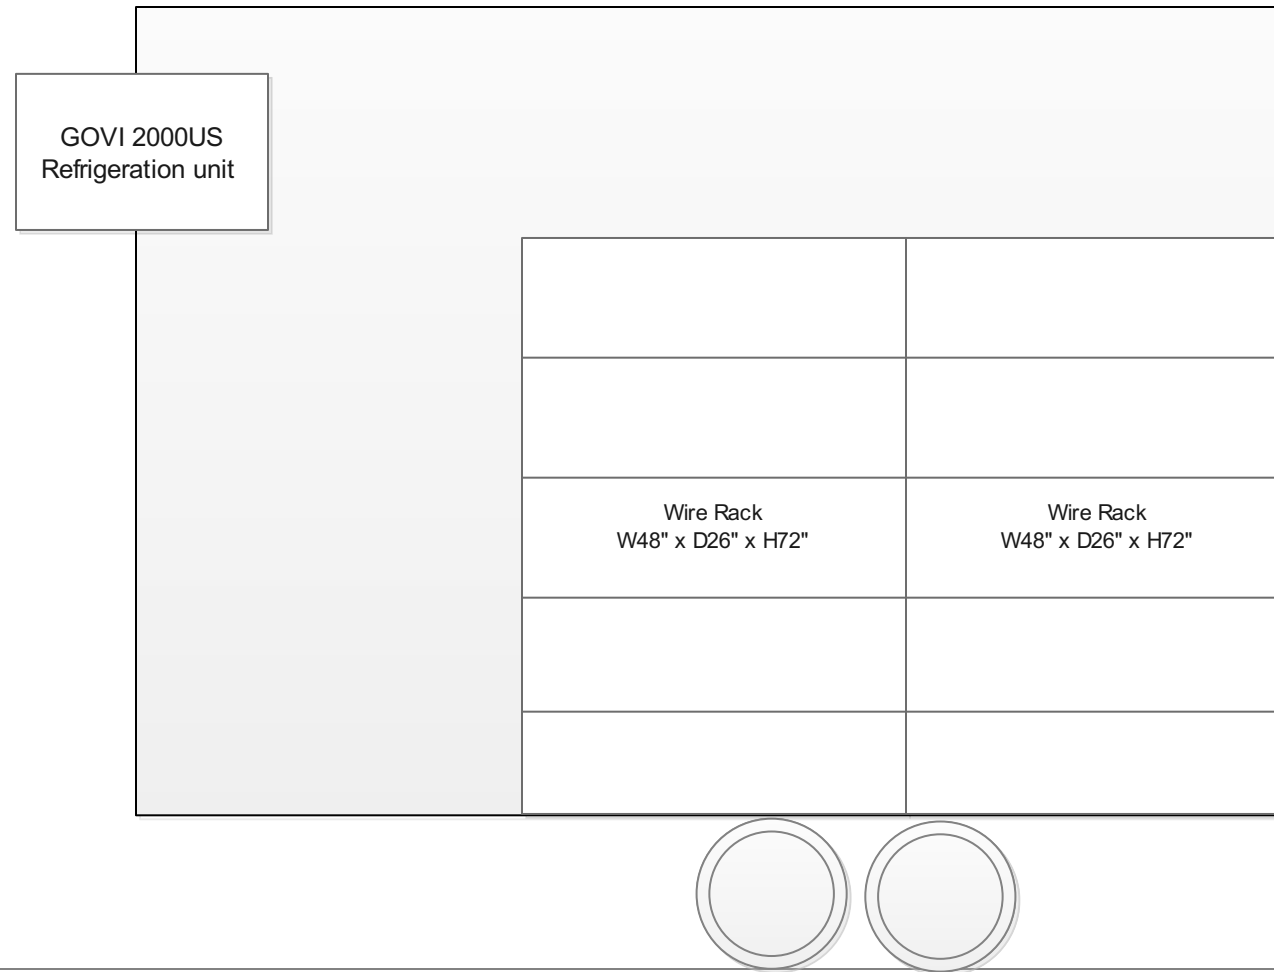 GOVI 2000US
Refrigeration unit
Wire Rack
W48" x D26" x H72"
Wire Rack
W48" x D26" x H72"